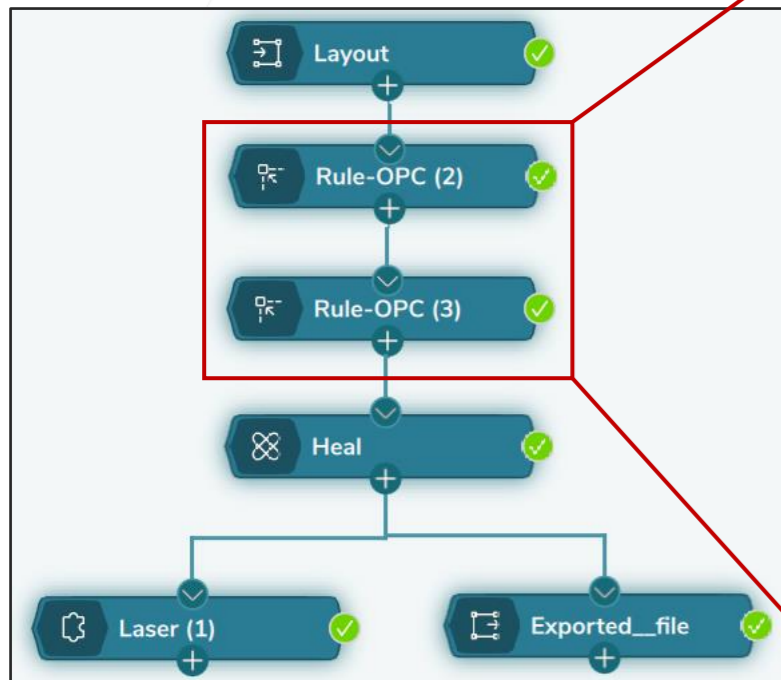 Layout
Rule-OPC (2)
Rule-OPC (3)
Heal
Laser (1)
Exported__file